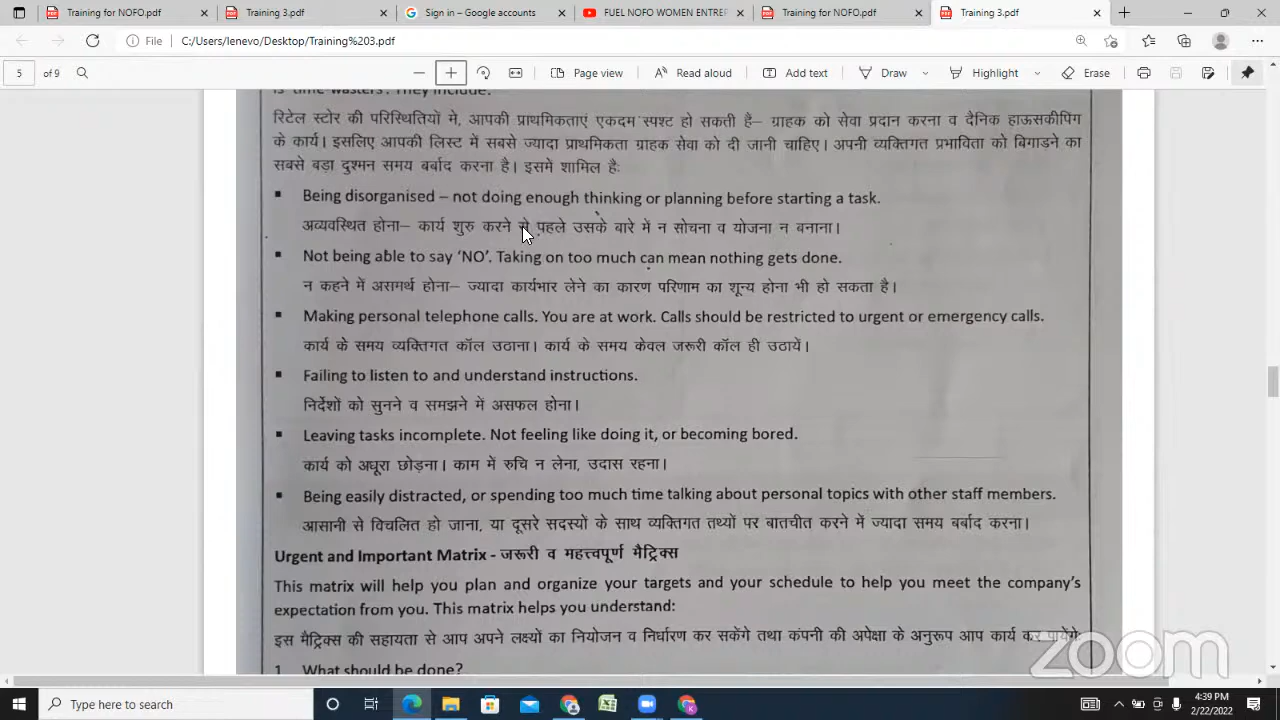 Training for NOFO.pdf
Training 3.pdf
Sign in – Google accounts
FUEL NOFO WOMEN ENTREF
Training for NOFO.pdf
Training 3.pdf
File
C:/Users/lenevo/Desktop/Training%203.pdf
5 of 9
Page view
Read aloud
Add text
Draw
Highlight
Erase
is 'time wasters'. They include:
रिटेल स्टोर की परिस्थितियों मे, आपकी प्राथमिकताएं एकदम स्पश्ट हो सकती हैं– ग्राहक को सेवा प्रदान करना व दैनिक हाऊसकीपिंग
के कार्य। इसलिए आपकी लिस्ट में सबसे ज्यादा प्राथमिकता ग्राहक सेवा को दी जानी चाहिए। अपनी व्यक्तिगत प्रभाविता को बिगाड़ने का
सबसे बड़ा दुश्मन समय बर्बाद करना है। इसमें शामिल है:
▪ Being disorganised – not doing enough thinking or planning before starting a task.
अव्यवस्थित होना– कार्य शुरु करने से पहले उसके बारे में न सोचना व योजना न बनाना।
▪ Not being able to say 'NO'. Taking on too much can mean nothing gets done.
न कहने में असमर्थ होना– ज्यादा कार्यभार लेने का कारण परिणाम का शून्य होना भी हो सकता है।
▪ Making personal telephone calls. You are at work. Calls should be restricted to urgent or emergency calls.
कार्य के समय व्यक्तिगत कॉल उठाना। कार्य के समय केवल जरूरी कॉल ही उठायें।
▪ Failing to listen to and understand instructions.
निर्देशों को सुनने व समझने में असफल होना।
▪ Leaving tasks incomplete. Not feeling like doing it, or becoming bored.
कार्य को अधूरा छोड़ना। काम में रुचि न लेना, उदास रहना।
▪ Being easily distracted, or spending too much time talking about personal topics with other staff members.
आसानी से विचलित हो जाना, या दूसरे सदस्यों के साथ व्यक्तिगत तथ्यों पर बातचीत करने में ज्यादा समय बर्बाद करना।
Urgent and Important Matrix - जरूरी व महत्त्वपूर्ण मैट्रिक्स
This matrix will help you plan and organize your targets and your schedule to help you meet the company's
expectation from you. This matrix helps you understand:
इस मैट्रिक्स की सहायता से आप अपने लक्ष्यों का नियोजन व निर्धारण कर सकेंगे तथा कंपनी की अपेक्षा के अनुरूप आप कार्य कर पायेंगे:
1. What should be done?
zoom
Type here to search
4:39 PM
2/22/2022